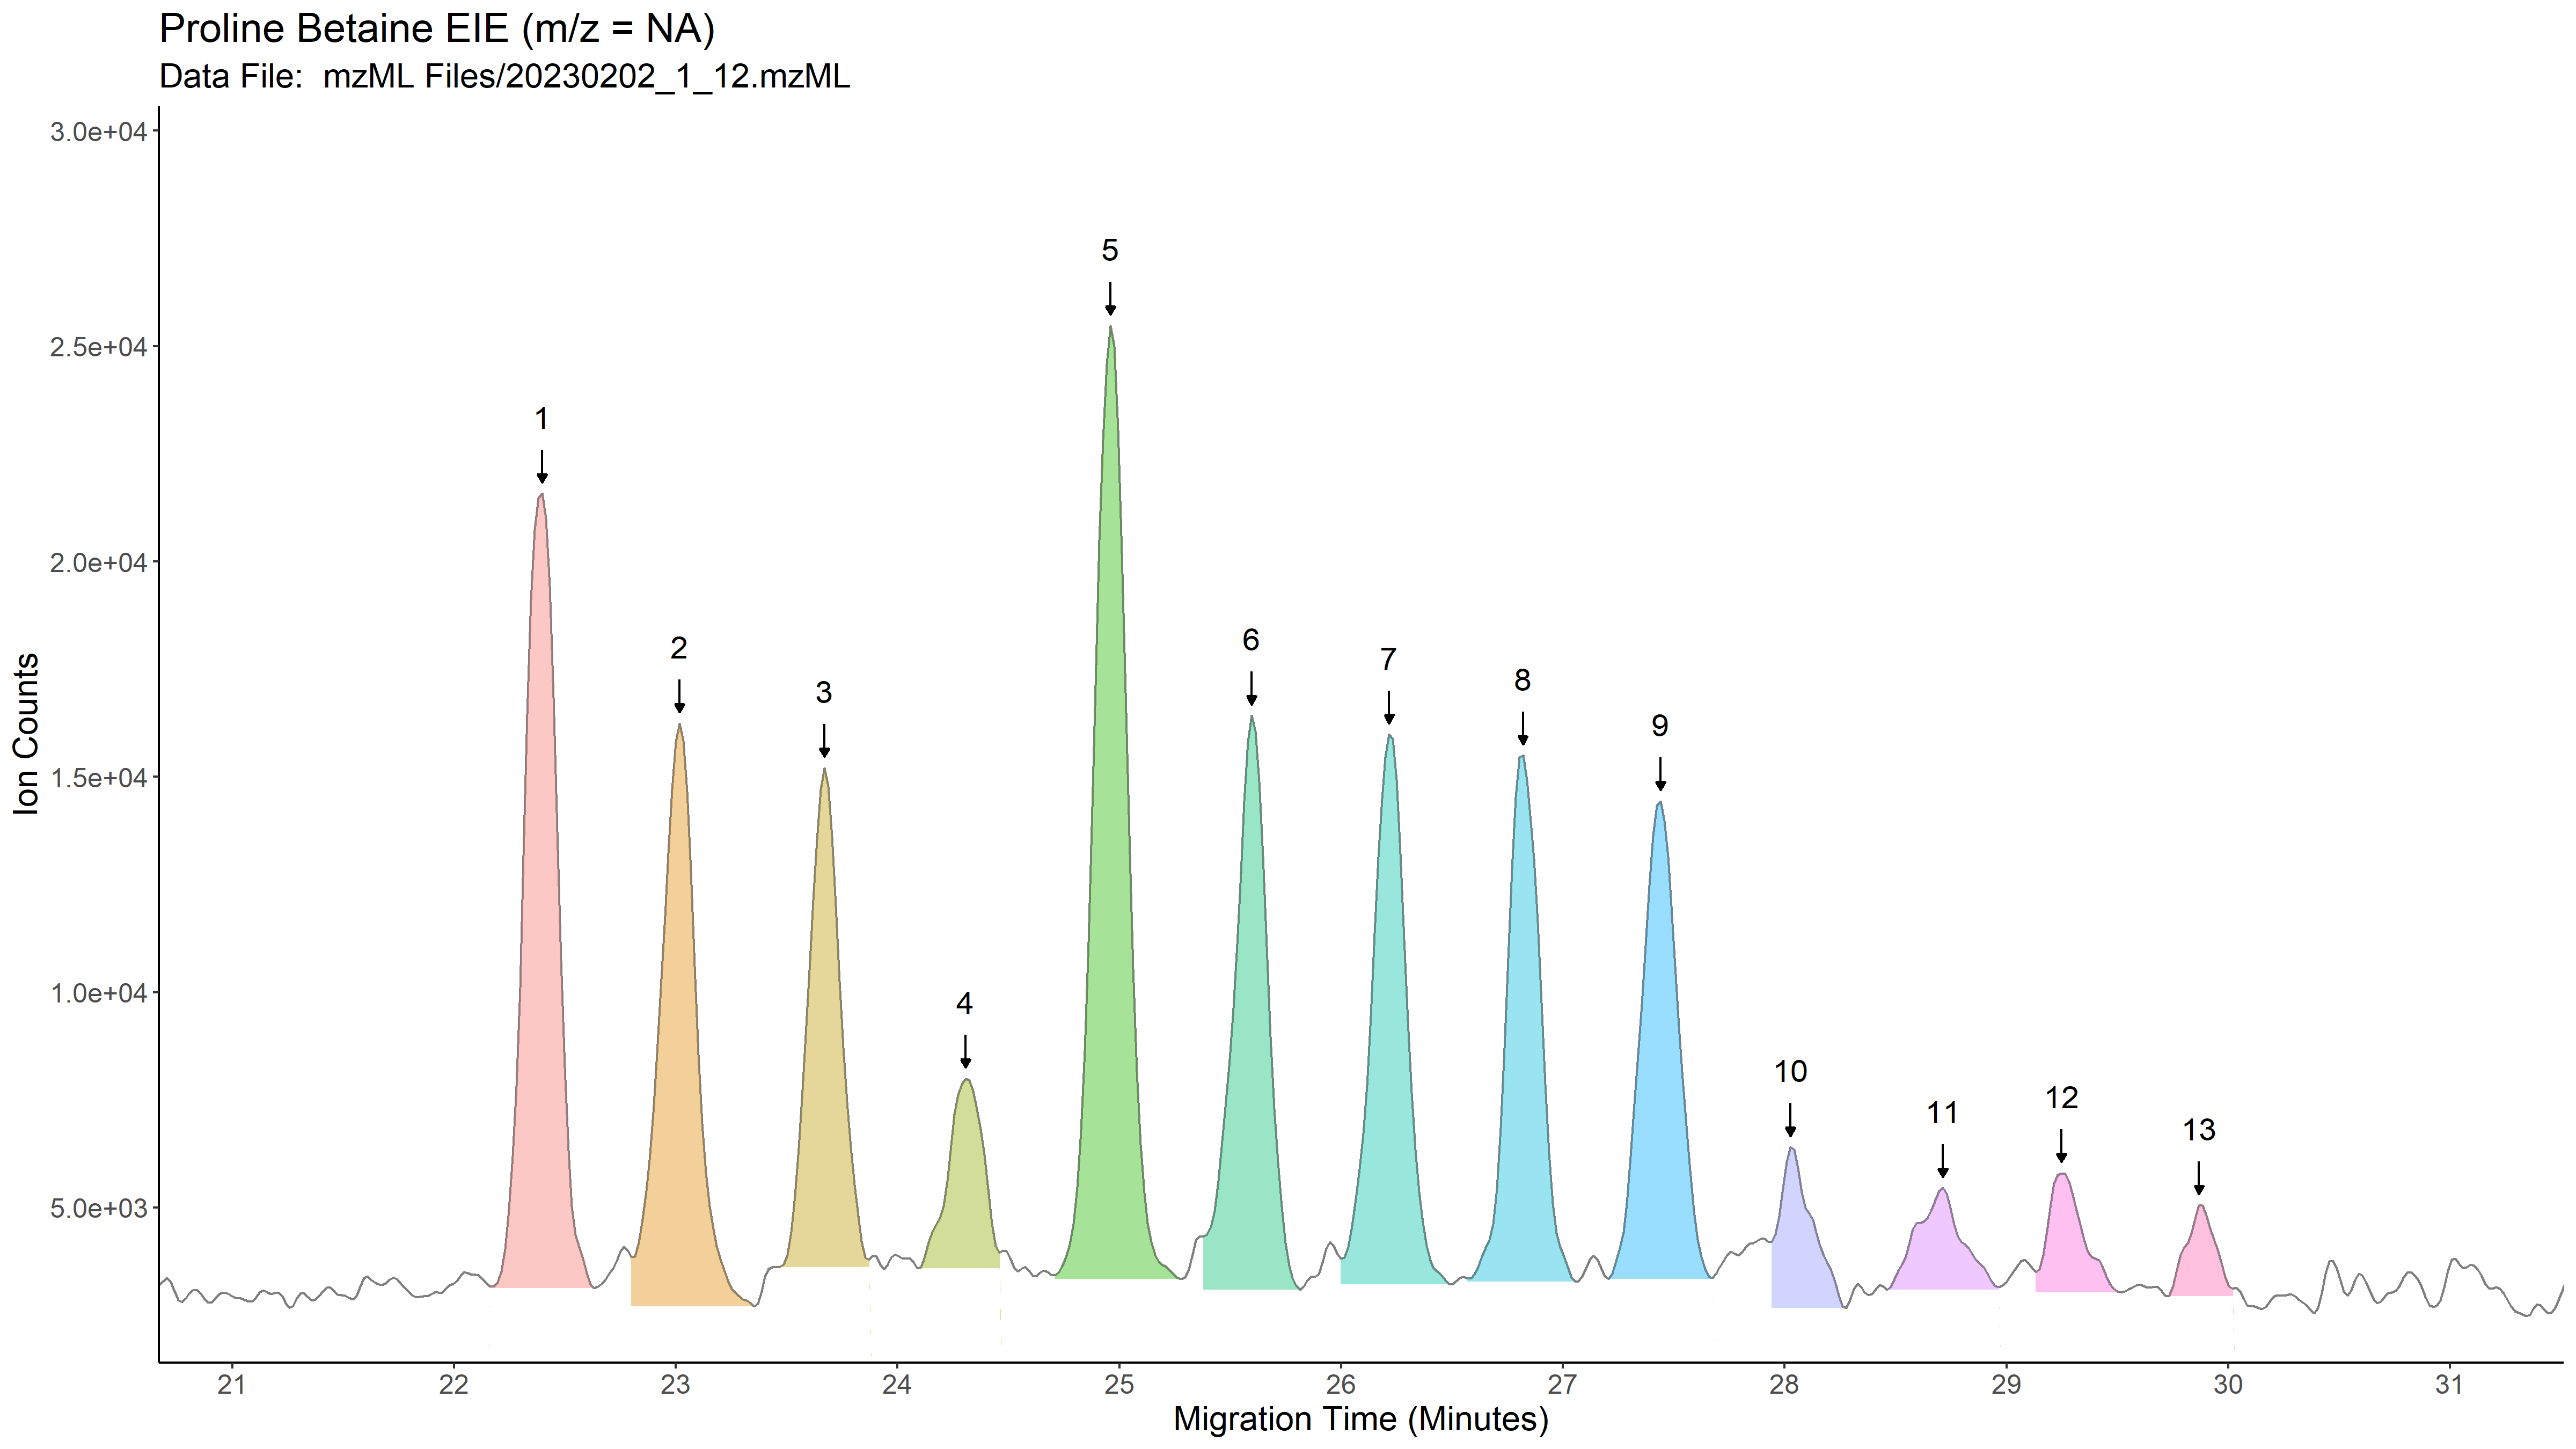 Proline Betaine EIE (m/z = NA)
Data File:  mzML Files/20230202_1_12.mzML
3.0e+04
2.5e+04
2.0e+04
1.5e+04
1.0e+04
5.0e+03
Ion Counts
1
2
3
4
5
6
7
8
9
10
11
12
13
21 22 23 24 25 26 27 28 29 30 31
Migration Time (Minutes)